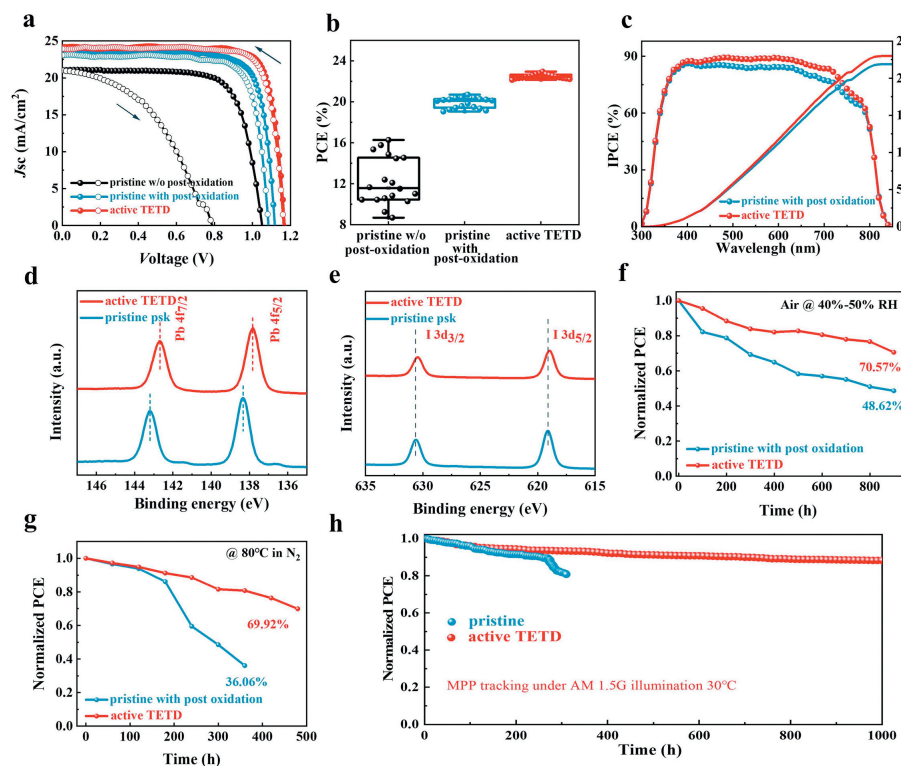 a
Jsc (mA/cm²)
25
20
15
10
5
0
pristine w/o post-oxidation
pristine with post-oxidation
active TETD
0.0 0.2 0.4 0.6 0.8 1.0 1.2
Voltage (V)
b
PCE (%)
24
20
16
12
8
pristine w/o post-oxidation
pristine with post-oxidation
active TETD
c
IPCE (%)
90
60
30
0
2
2
1
1
5
0
pristine with post oxidation
active TETD
300 400 500 600 700 800
Wavelengh (nm)
d
Intensity (a.u.)
active TETD
pristine psk
Pb 4f7/2
Pb 4f5/2
146 142 138 135
Binding energy (eV)
e
Intensity (a.u.)
active TETD
pristine psk
I 3d3/2
I 3d5/2
635 630 625 620 615
Binding energy (eV)
f
Normalized PCE
1.0
0.8
0.6
0.4
0.2
0.0
Air @ 40%-50% RH
70.57%
48.62%
pristine with post oxidation
active TETD
0 200 400 600 800
Time (h)
g
Normalized PCE
1.0
0.8
0.6
0.4
0.2
0.0
@ 80°C in N2
69.92%
36.06%
pristine with post oxidation
active TETD
0 100 200 300 400 500
Time (h)
h
Normalized PCE
1.0
0.8
0.6
0.4
0.2
0.0
pristine
active TETD
MPP tracking under AM 1.5G illumination 30°C
0 200 400 600 800 1000
Time (h)